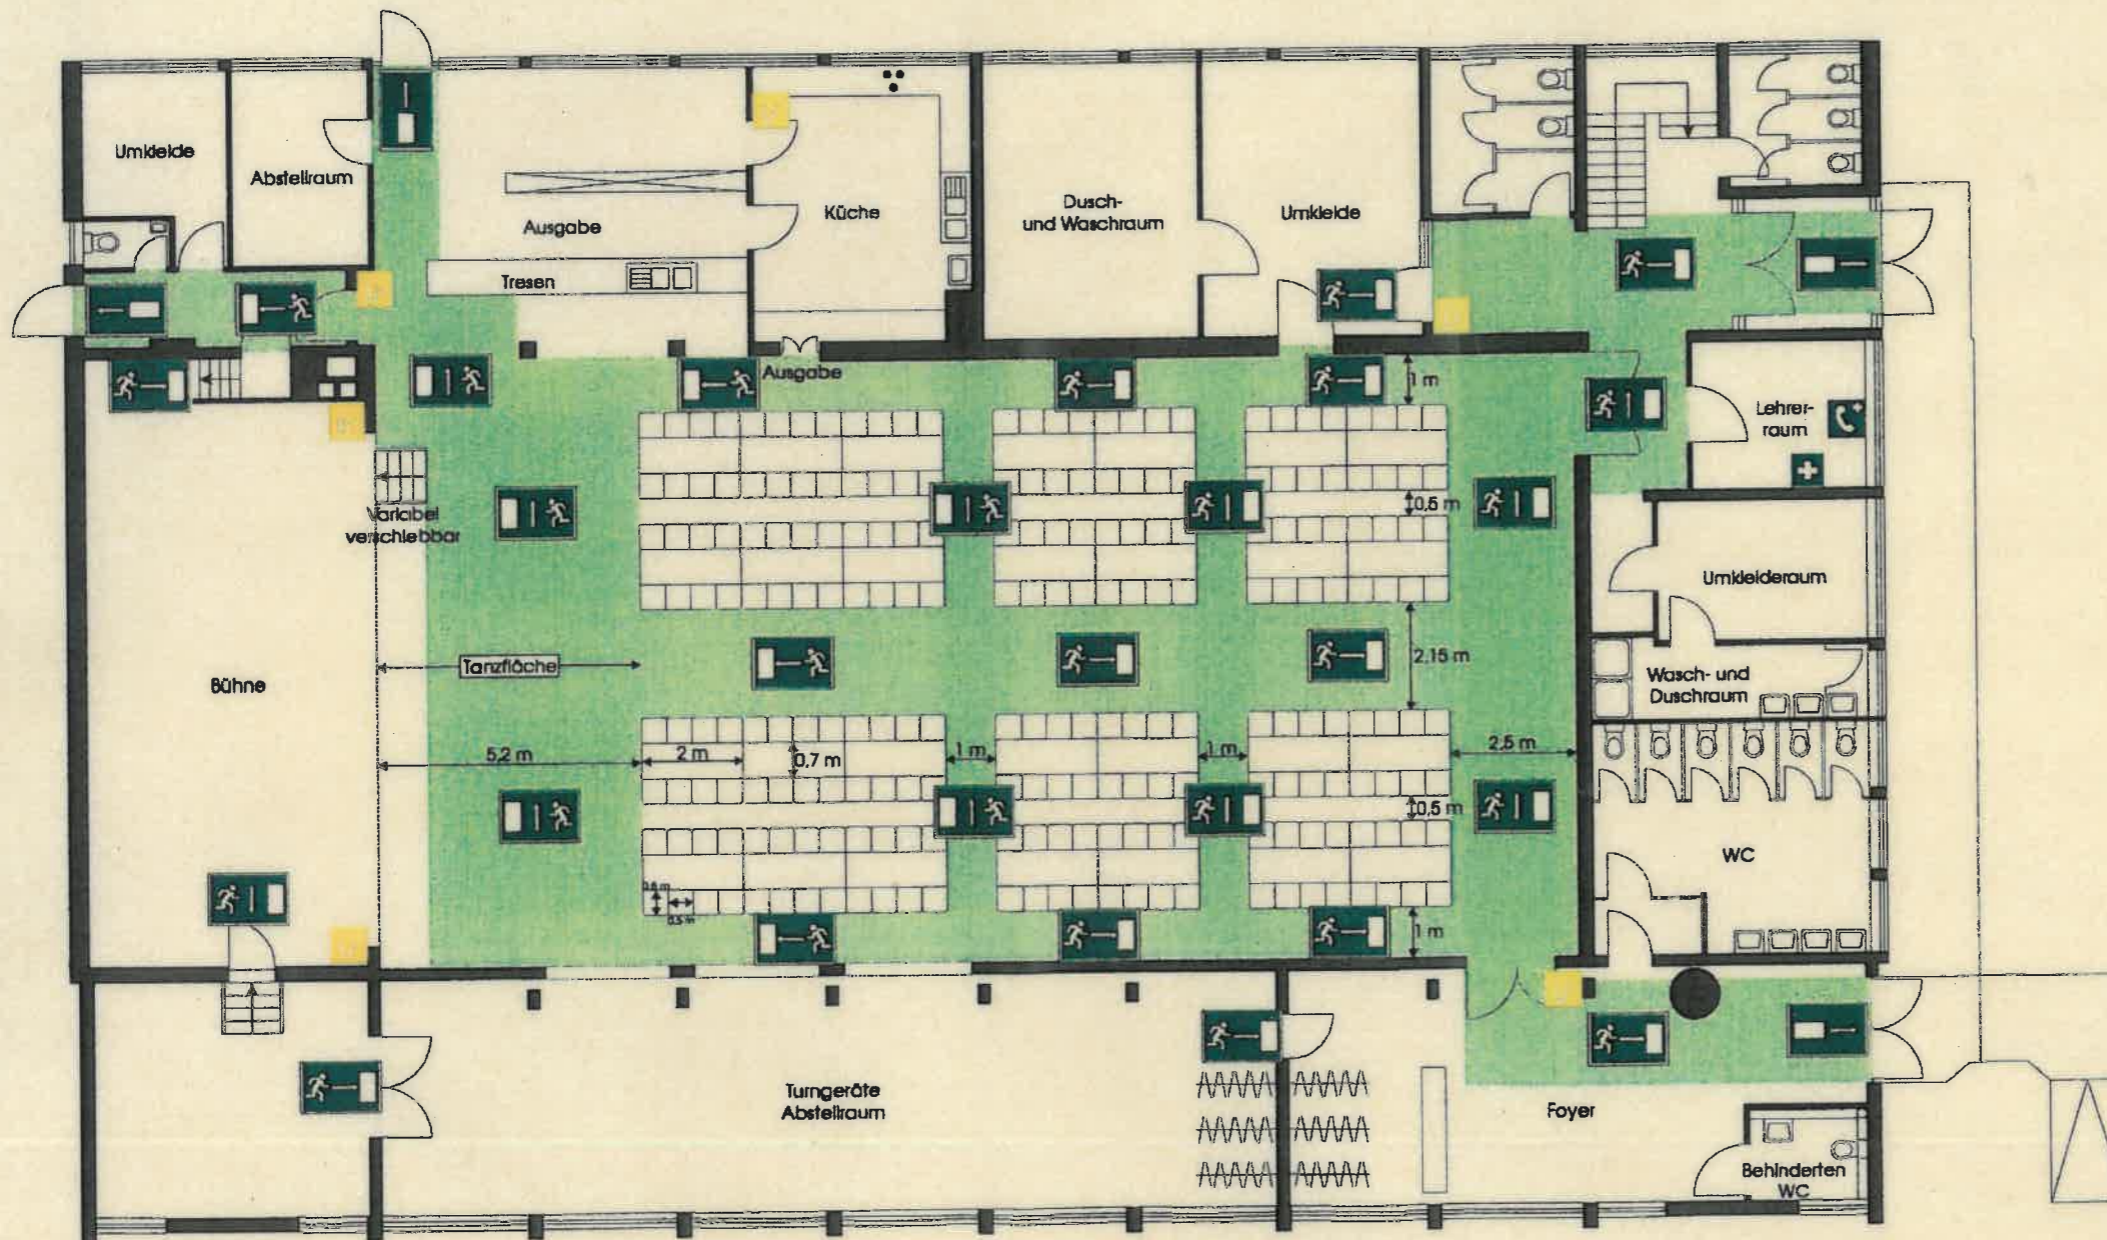 Umkleide
Abstellraum
Ausgabe
Tresen
Küche
Dusch-
und Waschraum
Umkleide
Ausgabe
1 m
Lehrer-
raum
0,5 m
Variabel
verschiebbar
Umkleideraum
2,15 m
Tanzfläche
Bühne
Wasch- und
Duschraum
5,2 m
2 m
0,7 m
1 m
1 m
2,5 m
0,5 m
WC
0,5 m
1 m
Turngeräte
Abstellraum
Foyer
Behinderten
WC